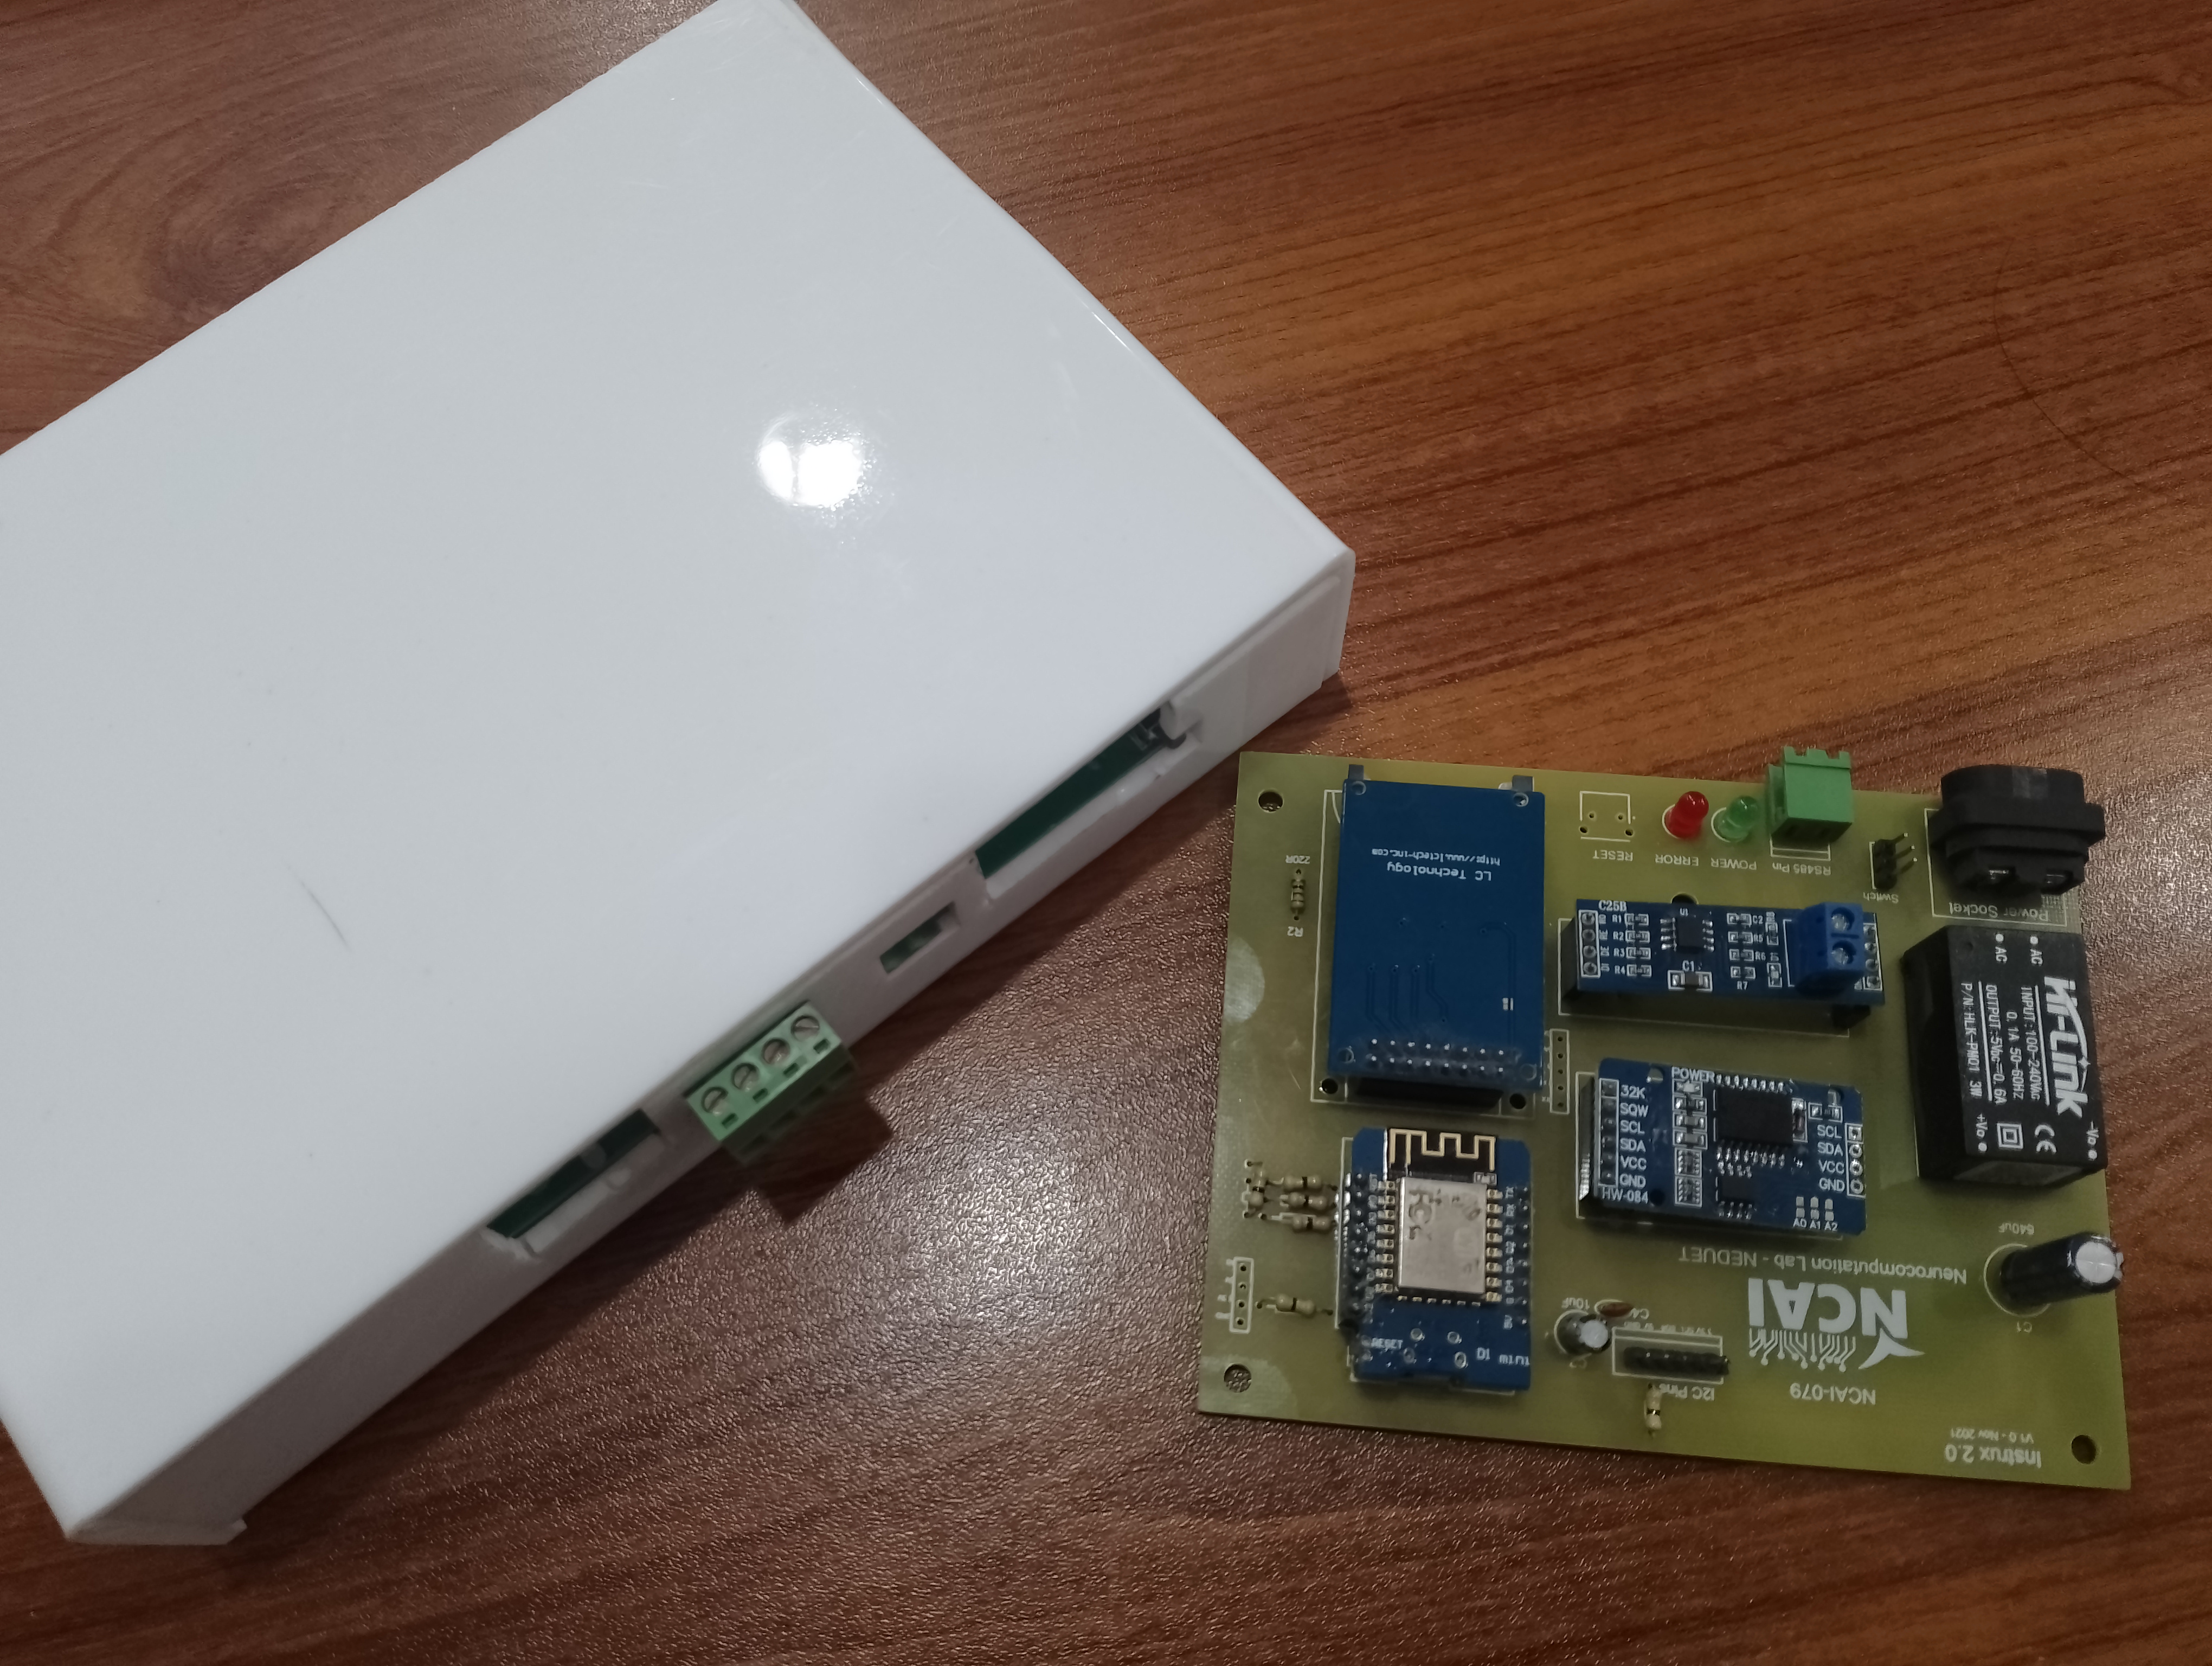 https://www.lctech-inc.com
LC Technology
220R
R2
RESET
ERROR
POWER
RS485 Pin
Switch
Power Socket
C25B
R1
R2
R3
R4
U1
C1
C2
R5
R6
R7
AC
AC
Hi-Link
INPUT:100-240VAC
0.1A 50-60HZ
OUTPUT:5VDC=0.6A
P/N:HLK-PM01 3W
CE
-Vo
+Vo
POWER
32K
SQW
SCL
SDA
VCC
GND
HW-084
SCL
SDA
VCC
GND
A0 A1 A2
Neurocomputation Lab - NEDUET
NCAI
NCAI-079
640uF
C1
10uF
C4
I2C Pins
RESET
D1 mini
TX
RX
Instrux 2.0
V1.0 - Nov 2021